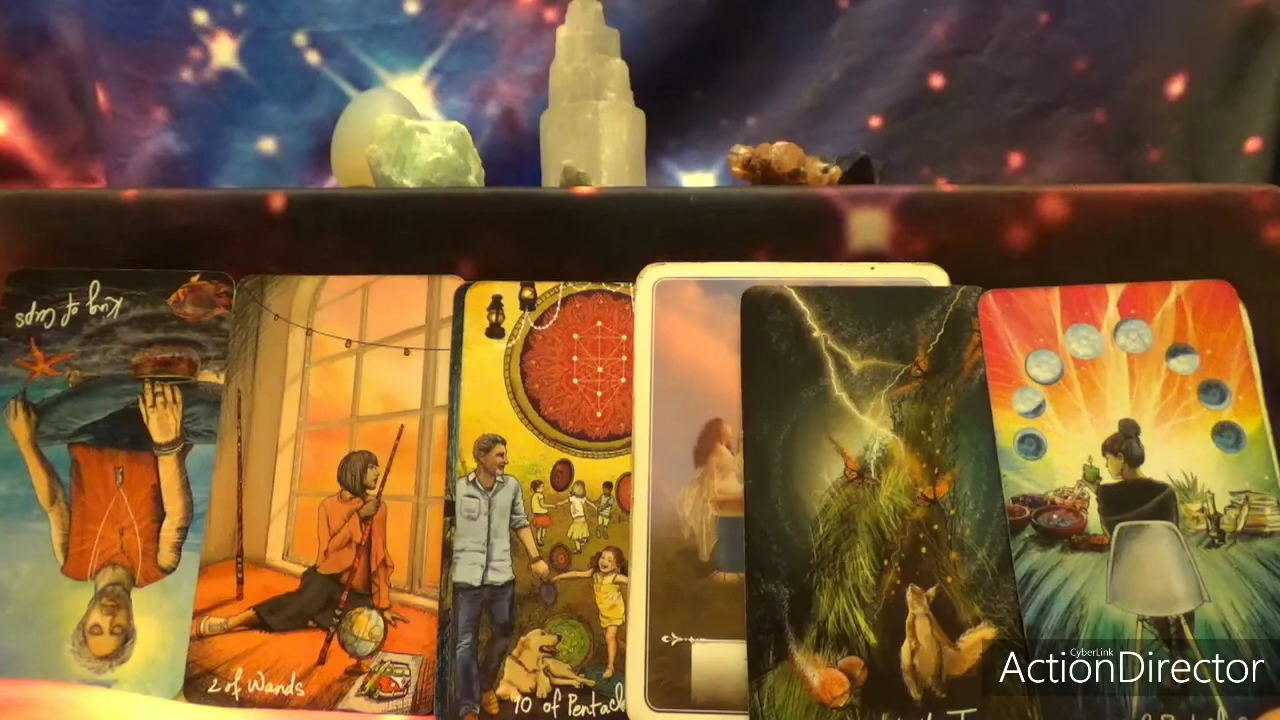 King of Cups
2 of Wands
10 of Pentacl
CyberLink
ActionDirector